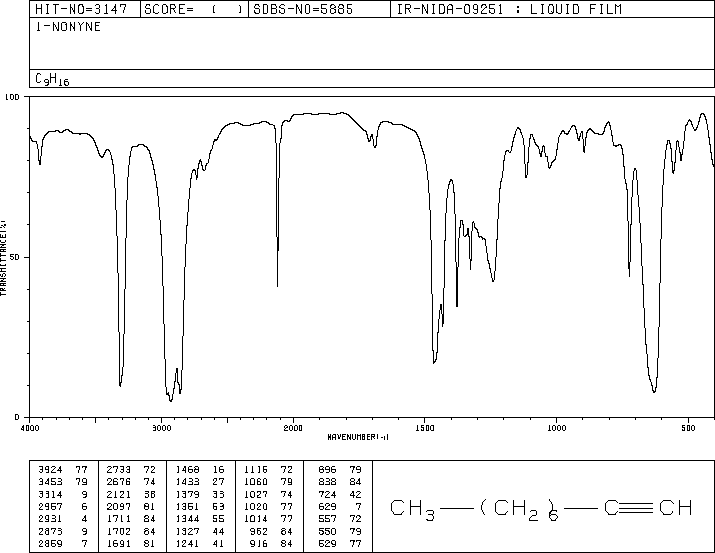 HIT-NO=3147 SCORE= ( ) SDBS-NO=5885 IR-NIDA-09251 : LIQUID FILM
1-NONYNE
C9H16
100
50
0
TRANSMITTANCE(%)
4000 3000 2000 1500 1000 500
WAVENUMBER(-1)
3924 77 2733 72 1468 16 1116 72 896 79
3453 79 2676 74 1433 27 1060 79 838 84
3314 9 2121 36 1379 33 1027 74 724 42
2957 6 2097 81 1351 53 1020 77 629 7
2931 4 1711 84 1344 55 1014 77 557 72
2873 9 1702 84 1327 44 962 84 550 79
2859 7 1691 81 1241 41 916 84 529 77
CH3 (CH2)6 C CH